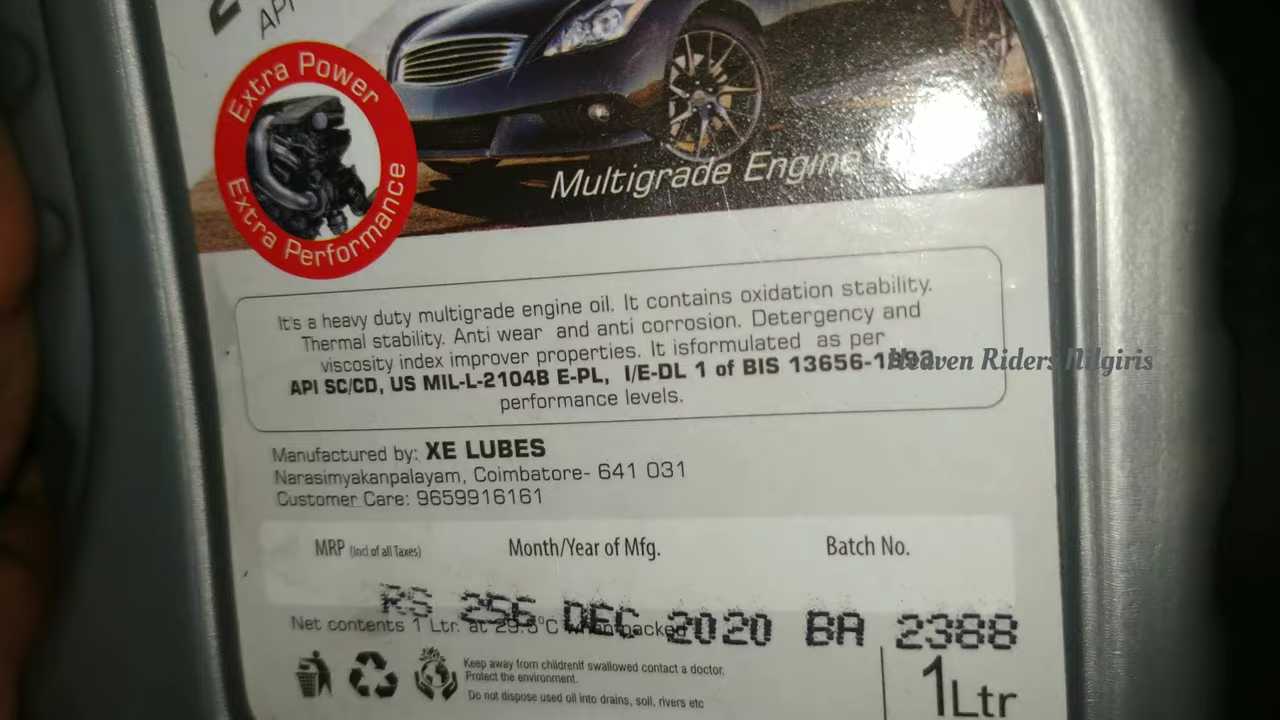 Extra Power
Extra Performance
Multigrade Engine
It's a heavy duty multigrade engine oil. It contains oxidation stability.
Thermal stability. Anti wear and anti corrosion. Detergency and
viscosity index improver properties. It isformulated as per
API SC/CD, US MIL-L-2104B E-PL, I/E-DL 1 of BIS
performance levels.
Heaven Riders Nilgiris
Manufactured by: XE LUBES
Narasimyakanpalayam, Coimbatore- 641 031
Customer Care: 9659916161
MRP (Incl of all Taxes) Month/Year of Mfg. Batch No.
RS 256 DEC 2020 BA 2388
Net contents 1 Ltr. at 29.5°C when packed
Keep away from childrenIf swallowed contact a doctor.
Protect the environment.
Do not dispose used oil into drains, soil, rivers etc
1Ltr